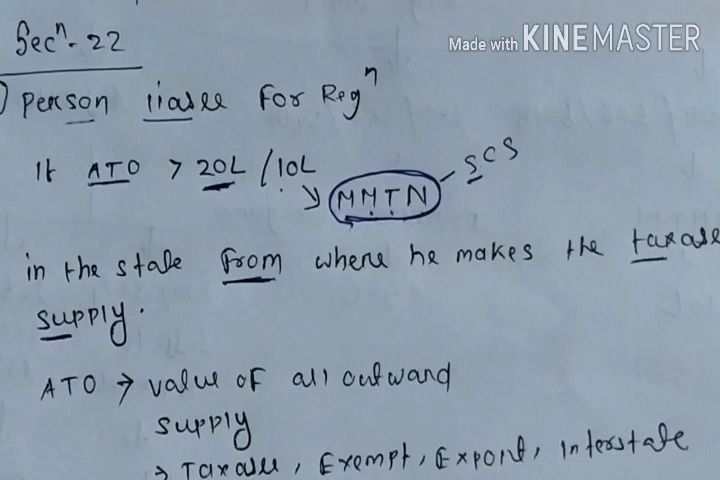 Secⁿ - 22
Made with KINEMASTER
1) Person liable For Regⁿ
If ATO > 20L / 10L
↘ MMTN - SCS
in the state From where he makes the taxable
supply.
ATO → value of all outward
supply
→ Taxable, Exempt, Export, Interstate